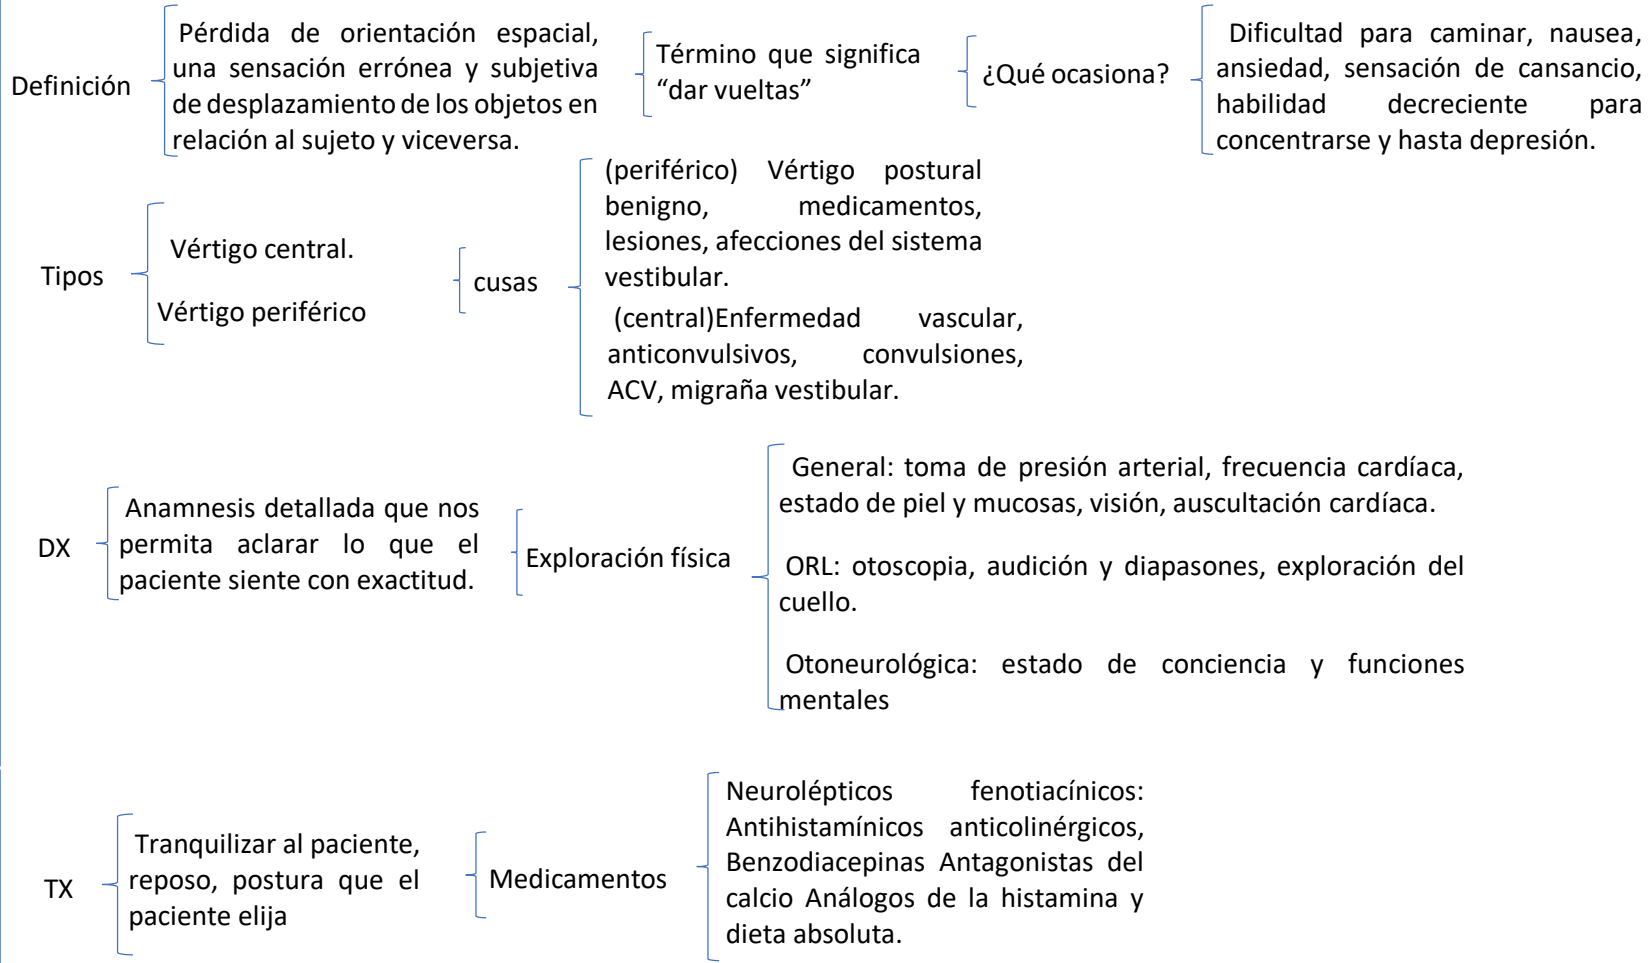 Definición
Pérdida de orientación espacial,
una sensación errónea y subjetiva
de desplazamiento de los objetos en
relación al sujeto y viceversa.
Término que significa
“dar vueltas”
¿Qué ocasiona?
Dificultad para caminar, nausea,
ansiedad, sensación de cansancio,
habilidad decreciente para
concentrarse y hasta depresión.
Tipos
Vértigo central.
Vértigo periférico
cusas
(periférico) Vértigo postural
benigno, medicamentos,
lesiones, afecciones del sistema
vestibular.
(central)Enfermedad vascular,
anticonvulsivos, convulsiones,
ACV, migraña vestibular.
DX
Anamnesis detallada que nos
permita aclarar lo que el
paciente siente con exactitud.
Exploración física
General: toma de presión arterial, frecuencia cardíaca,
estado de piel y mucosas, visión, auscultación cardíaca.
ORL: otoscopia, audición y diapasones, exploración del
cuello.
Otoneurológica: estado de conciencia y funciones
mentales
TX
Tranquilizar al paciente,
reposo, postura que el
paciente elija
Medicamentos
Neurolépticos fenotiacínicos:
Antihistamínicos anticolinérgicos,
Benzodiacepinas Antagonistas del
calcio Análogos de la histamina y
dieta absoluta.